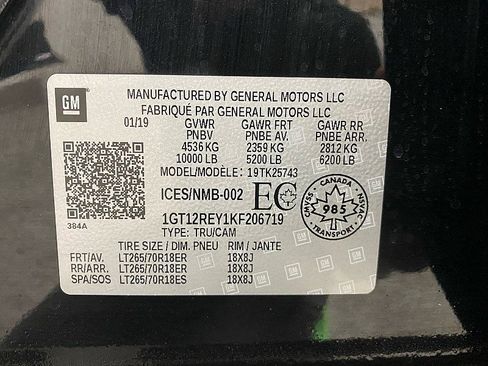 GM
MANUFACTURED BY GENERAL MOTORS LLC
FABRIQUÉ PAR GENERAL MOTORS LLC
01/19 GVWR GAWR FRT GAWR RR
PNBV PNBE AV. PNBE ARR.
4536 KG 2359 KG 2812 KG
10000 LB 5200 LB 6200 LB
MODEL/MODÈLE: 19TK25743
ICES/NMB-002 EC
CANADA
CMVSS 985 NSVAC
1GT12REY1KF206719
384A TYPE: TRU/CAM
TIRE SIZE / DIM. PNEU RIM / JANTE
FRT/AV. LT265/70R18ER 18X8J
RR/ARR. LT265/70R18ER 18X8J
SPA/SOS LT265/70R18ES 18X8J